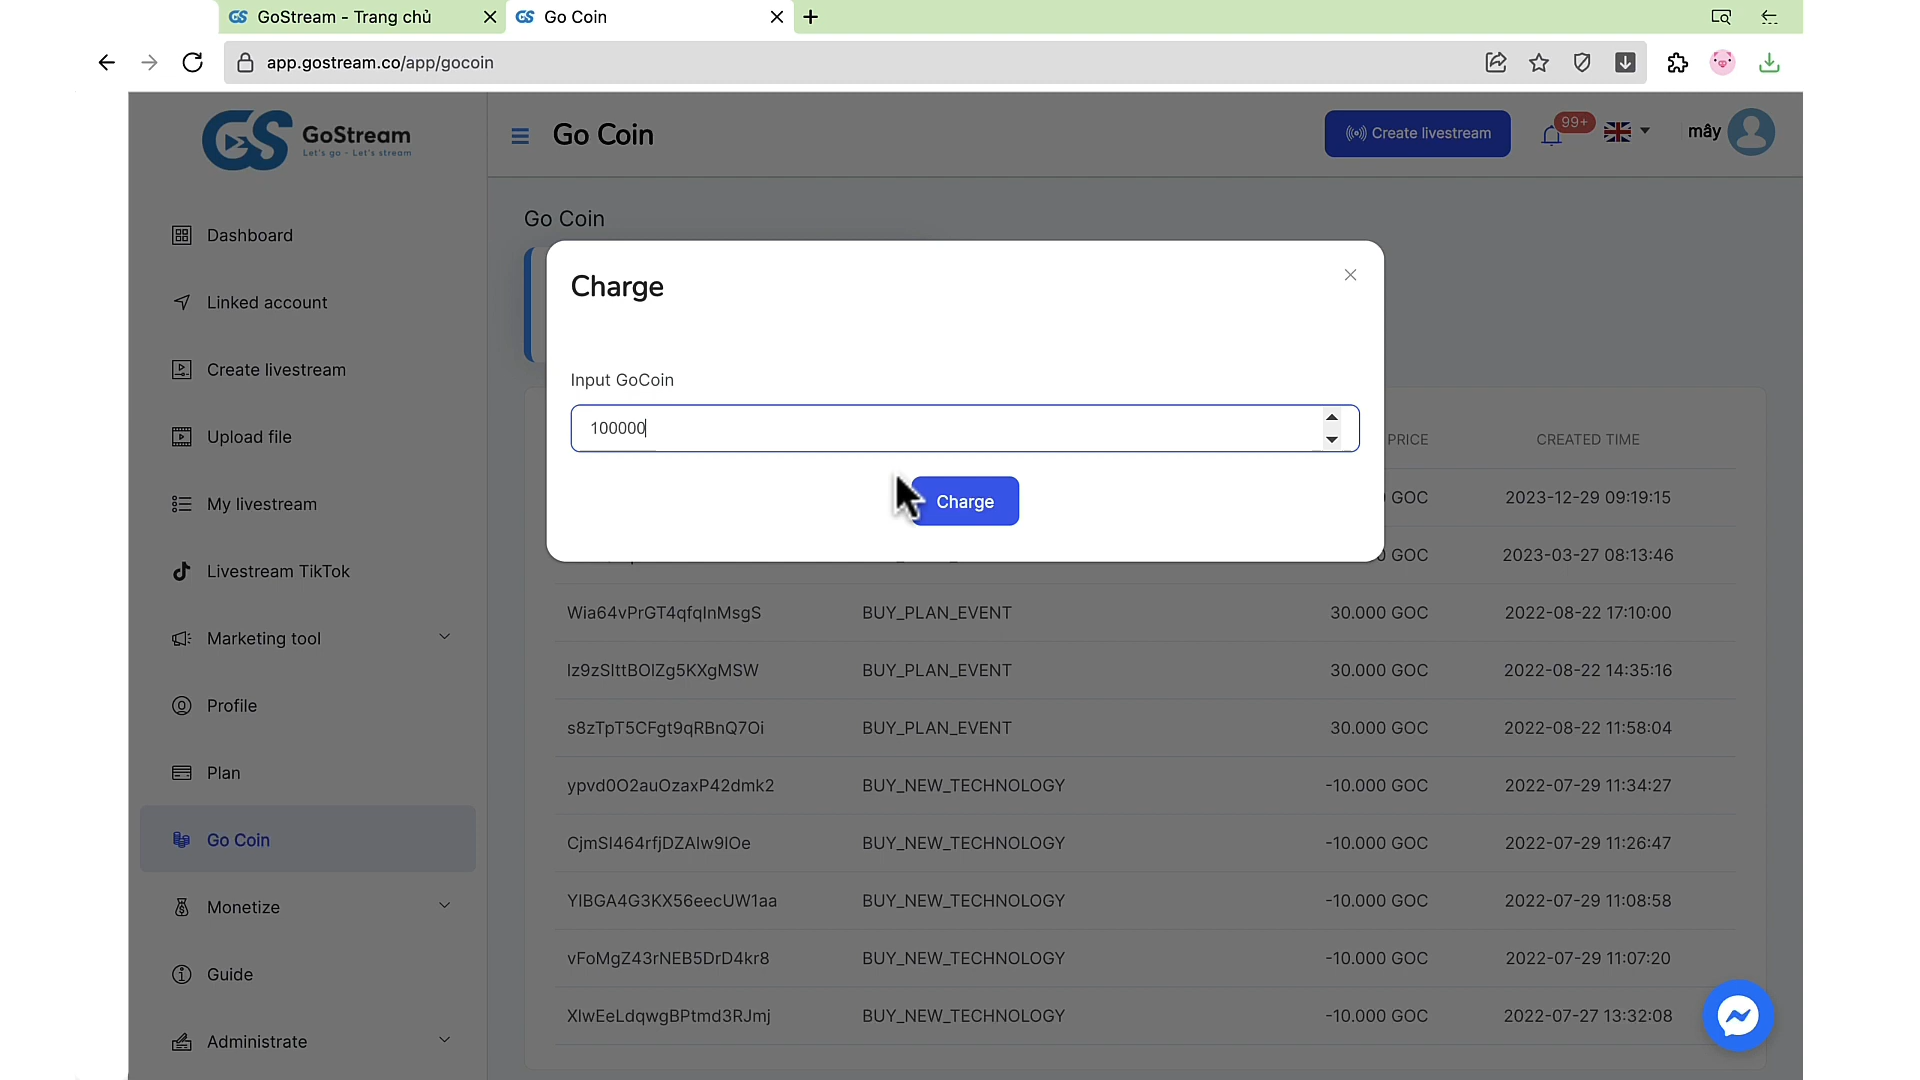 GoStream - Trang chủ
Go Coin
app.gostream.co/app/gocoin
GoStream
Let's go - Let's stream
Go Coin
Create livestream
99+
mây
Dashboard
Linked account
Create livestream
Upload file
My livestream
Livestream TikTok
Marketing tool
Profile
Plan
Go Coin
Monetize
Guide
Administrate
Go Coin
Charge
Input GoCoin
100000
Charge
PRICE CREATED TIME
GOC 2023-12-29 09:19:15
GOC 2023-03-27 08:13:46
Wia64vPrGT4qfqInMsgS BUY_PLAN_EVENT 30.000 GOC 2022-08-22 17:10:00
Iz9zSIttBOIZg5KXgMSW BUY_PLAN_EVENT 30.000 GOC 2022-08-22 14:35:16
s8zTpT5CFgt9qRBnQ7Oi BUY_PLAN_EVENT 30.000 GOC 2022-08-22 11:58:04
ypvd0O2auOzaxP42dmk2 BUY_NEW_TECHNOLOGY -10.000 GOC 2022-07-29 11:34:27
CjmSI464rfjDZAIw9IOe BUY_NEW_TECHNOLOGY -10.000 GOC 2022-07-29 11:26:47
YIBGA4G3KX56eecUW1aa BUY_NEW_TECHNOLOGY -10.000 GOC 2022-07-29 11:08:58
vFoMgZ43rNEB5DrD4kr8 BUY_NEW_TECHNOLOGY -10.000 GOC 2022-07-29 11:07:20
XIwEeLdqwgBPtmd3RJmj BUY_NEW_TECHNOLOGY -10.000 GOC 2022-07-27 13:32:08